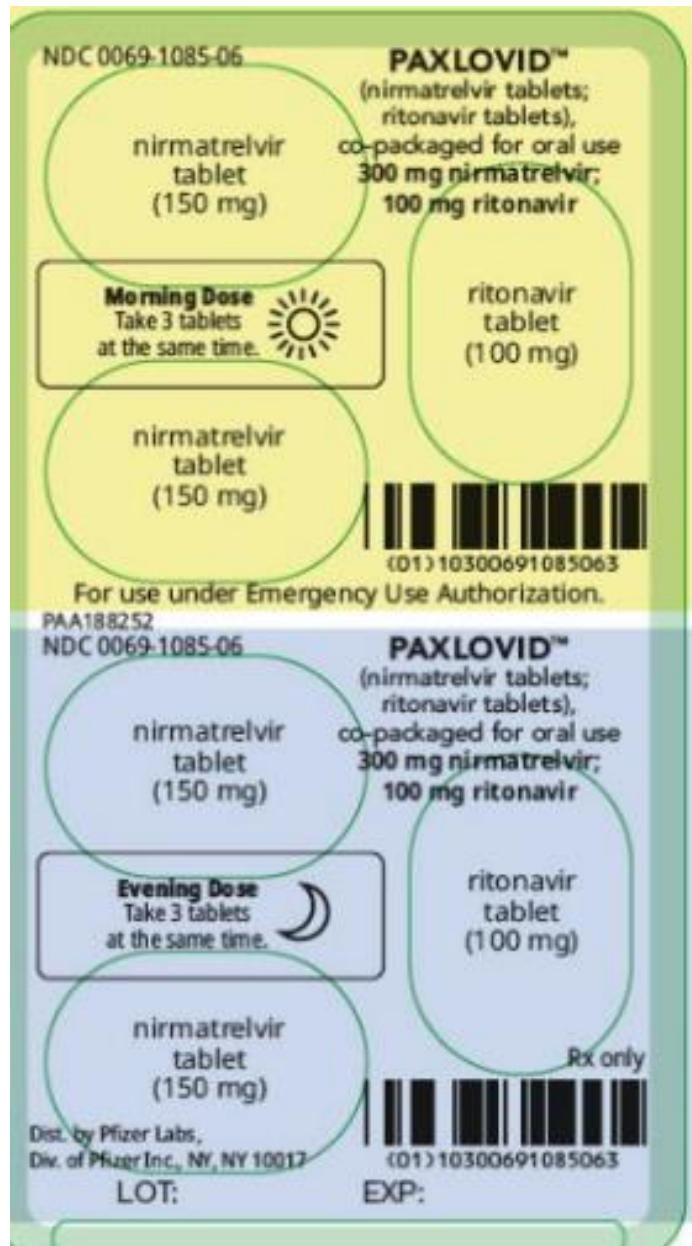 NDC 0069-1085-06
PAXLOVID™
(nirmatrelvir tablets;
ritonavir tablets),
co-packaged for oral use
300 mg nirmatrelvir;
100 mg ritonavir
nirmatrelvir
tablet
(150 mg)
Morning Dose
Take 3 tablets
at the same time.
ritonavir
tablet
(100 mg)
nirmatrelvir
tablet
(150 mg)
(01)10300691085063
For use under Emergency Use Authorization.
PAA188252
NDC 0069-1085-06
PAXLOVID™
(nirmatrelvir tablets;
ritonavir tablets),
co-packaged for oral use
300 mg nirmatrelvir;
100 mg ritonavir
nirmatrelvir
tablet
(150 mg)
Evening Dose
Take 3 tablets
at the same time.
ritonavir
tablet
(100 mg)
nirmatrelvir
tablet
(150 mg)
Rx only
(01)10300691085063
Dist. by Pfizer Labs,
Div. of Pfizer Inc., NY, NY 10017
LOT:
EXP: